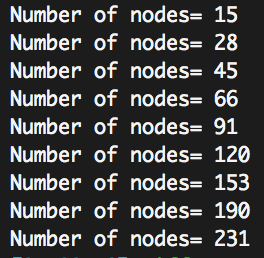 Number of nodes= 15
Number of nodes= 28
Number of nodes= 45
Number of nodes= 66
Number of nodes= 91
Number of nodes= 120
Number of nodes= 153
Number of nodes= 190
Number of nodes= 231